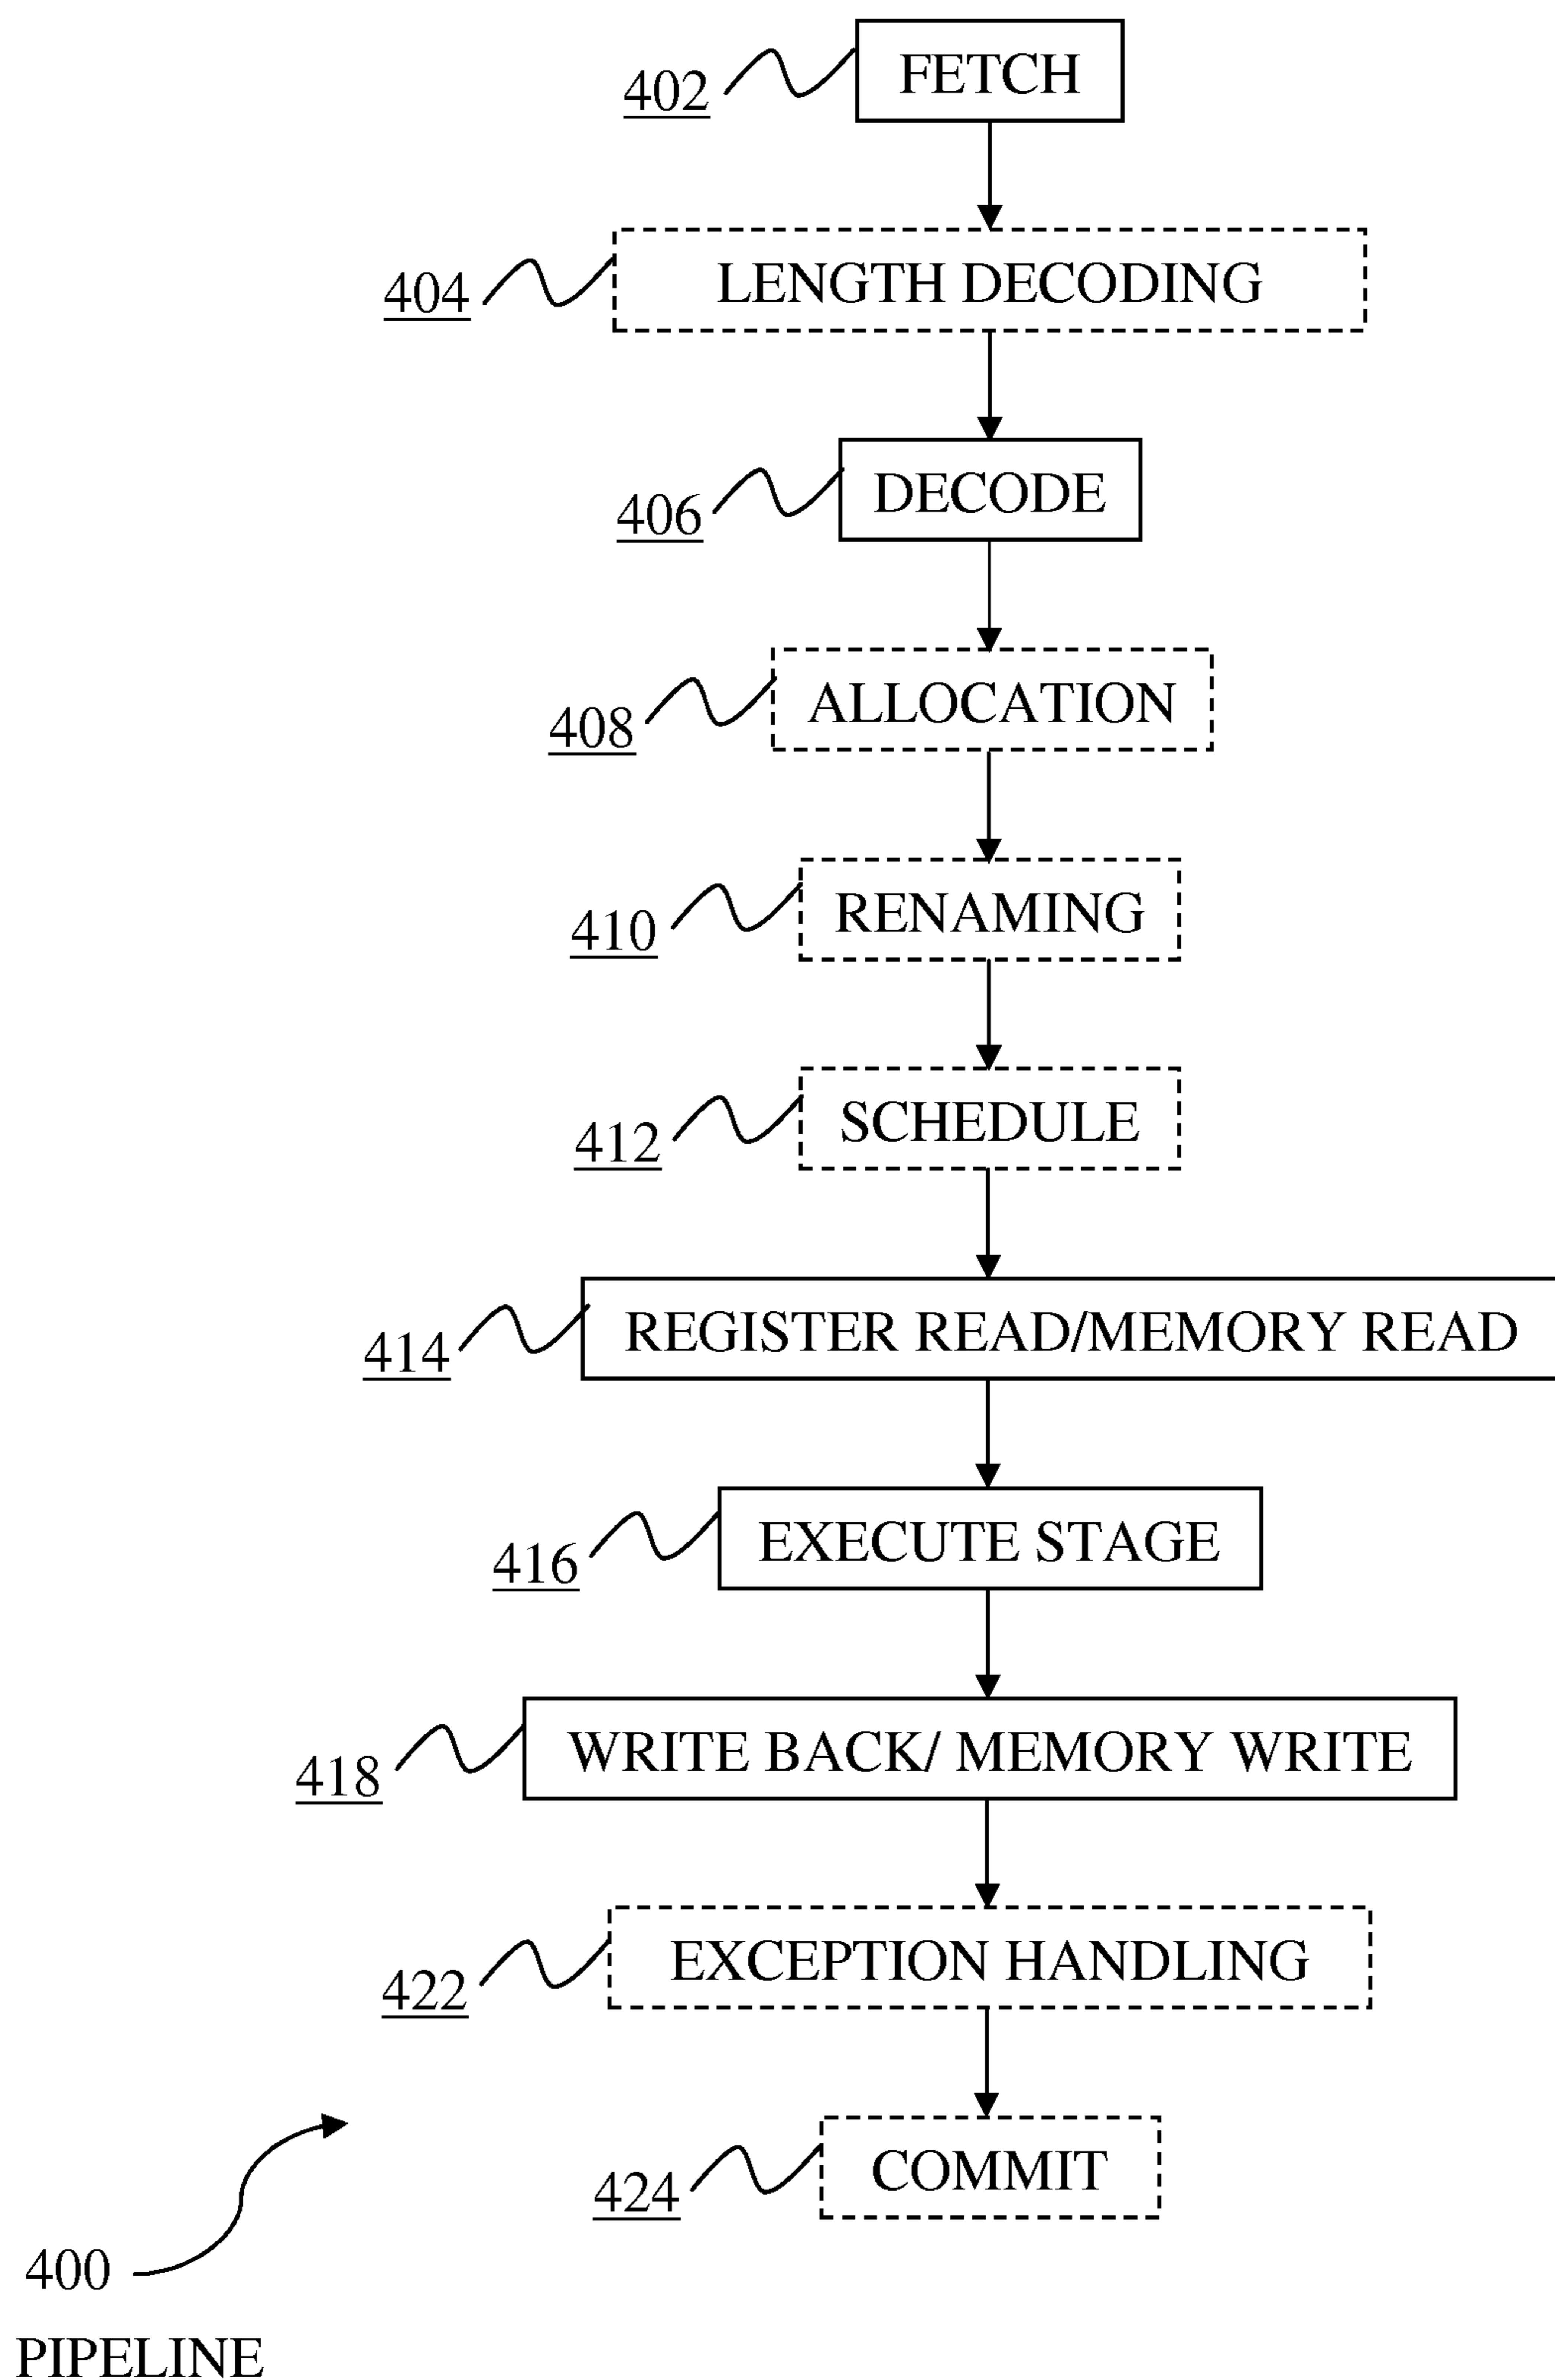 FETCH
402
LENGTH DECODING
404
DECODE
406
ALLOCATION
408
RENAMING
410
SCHEDULE
412
REGISTER READ/MEMORY READ
414
EXECUTE STAGE
416
WRITE BACK/ MEMORY WRITE
418
EXCEPTION HANDLING
422
COMMIT
424
400
PIPELINE